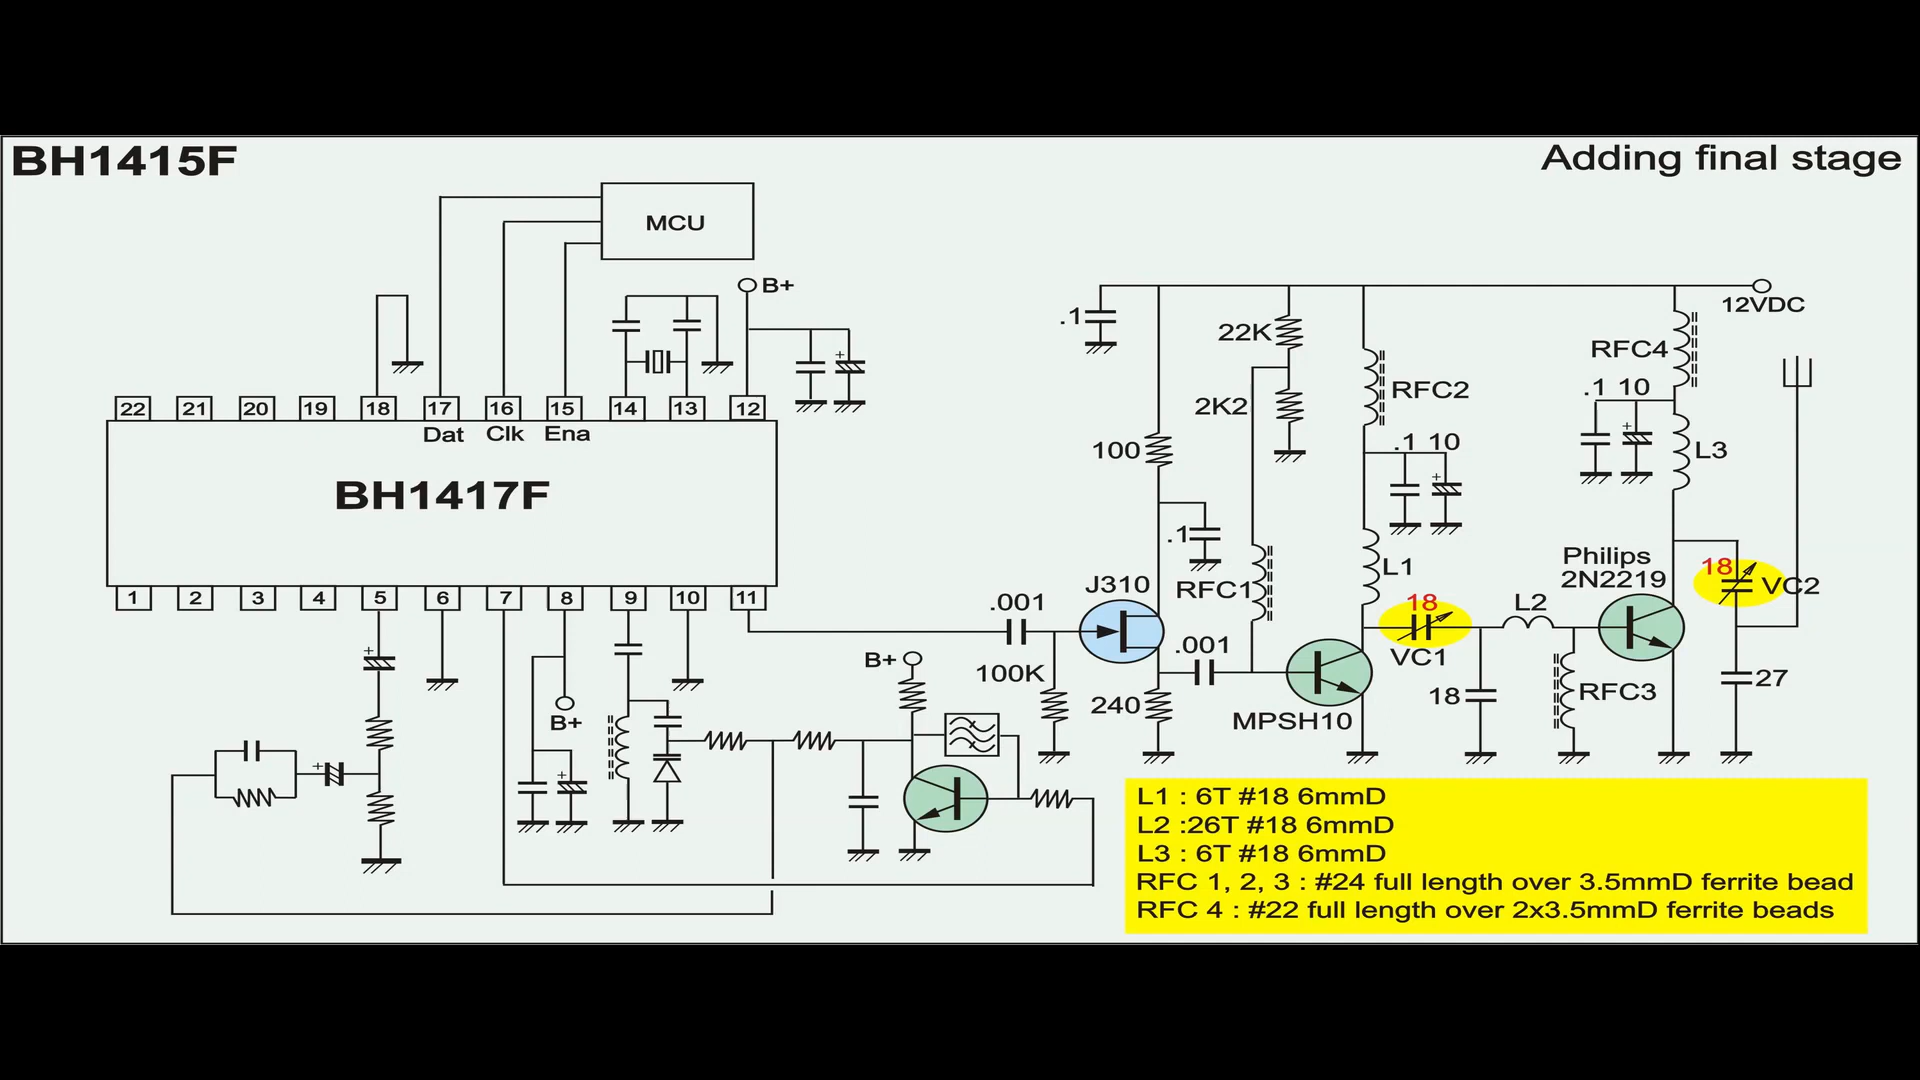 BH1415F
Adding final stage
MCU
B+
12VDC
.1
22K
RFC4
RFC2
2K2
.1 10
22 21 20 19 18 17 16 15 14 13 12
Dat Clk Ena
.1 10
100
L3
BH1417F
.1
Philips
2N2219
18
L1
J310
RFC1
VC2
1 2 3 4 5 6 7 8 9 10 11
.001
18
L2
.001
VC1
B+
100K
240
18
RFC3
27
MPSH10
B+
L1 : 6T #18 6mmD
L2 :26T #18 6mmD
L3 : 6T #18 6mmD
RFC 1, 2, 3 : #24 full length over 3.5mmD ferrite bead
RFC 4 : #22 full length over 2x3.5mmD ferrite beads